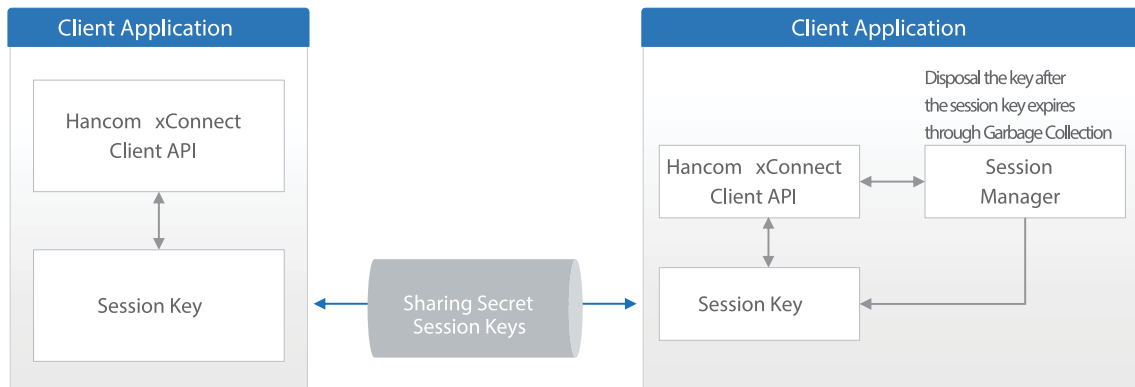 Client Application
Hancom xConnect
Client API
Session Key
Sharing Secret
Session Keys
Client Application
Disposal the key after
the session key expires
through Garbage Collection
Hancom xConnect
Client API
Session
Manager
Session Key